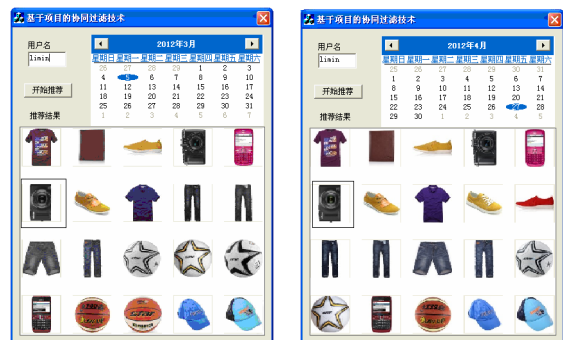 基于项目的协同过滤技术
用户名
limin
开始推荐
推荐结果
2012年3月
星期日 星期一 星期二 星期三 星期四 星期五 星期六
26 27 28 29 1 2 3
4 5 6 7 8 9 10
11 12 13 14 15 16 17
18 19 20 21 22 23 24
25 26 27 28 29 30 31
1 2 3 4 5 6 7
基于项目的协同过滤技术
用户名
limin
开始推荐
推荐结果
2012年4月
星期日 星期一 星期二 星期三 星期四 星期五 星期六
25 26 27 28 29 30 31
1 2 3 4 5 6 7
8 9 10 11 12 13 14
15 16 17 18 19 20 21
22 23 24 25 26 27 28
29 30 1 2 3 4 5